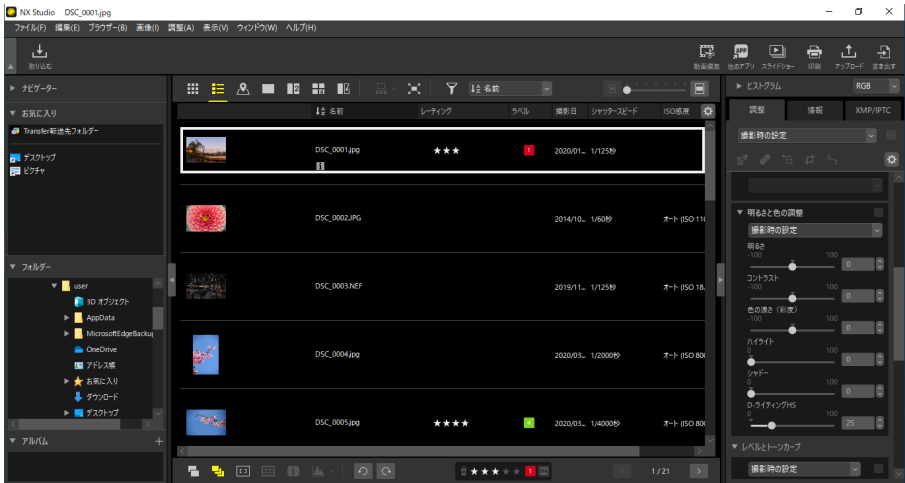 NX Studio DSC_0001.jpg
ファイル(F) 編集(E) ブラウザー(B) 画像(I) 調整(A) 表示(V) ウィンドウ(W) ヘルプ(H)
取り込む 動画編集 他のアプリ スライドショー 印刷 アップロード 書き出す
ナビゲーター
お気に入り
Transfer転送先フォルダー
デスクトップ
ピクチャ
フォルダー
user
3D オブジェクト
AppData
MicrosoftEdgeBackup
OneDrive
アドレス帳
お気に入り
ダウンロード
デスクトップ
アルバム
名前
名前 レーティング ラベル 撮影日 シャッタースピード ISO感度
DSC_0001.jpg ★★★ 1 2020/01... 1/125秒
DSC_0002.JPG 2014/10... 1/60秒 オート (ISO 110
DSC_0003.NEF 2019/11... 1/125秒 オート (ISO 18.
DSC_0004.jpg 2020/03... 1/2000秒 オート (ISO 800
DSC_0005.jpg ★★★★ 4 2020/03... 1/4000秒 オート (ISO 800
★★★★★ 1
1 / 21
ヒストグラム RGB
調整 情報 XMP/IPTC
撮影時の設定
明るさと色の調整
撮影時の設定
明るさ
-100 100 0
コントラスト
-100 100 0
色の濃さ（彩度）
-100 100 0
ハイライト
0 100 0
シャドー
0 100 0
D-ライティングHS
0 100 25
レベルとトーンカーブ
撮影時の設定